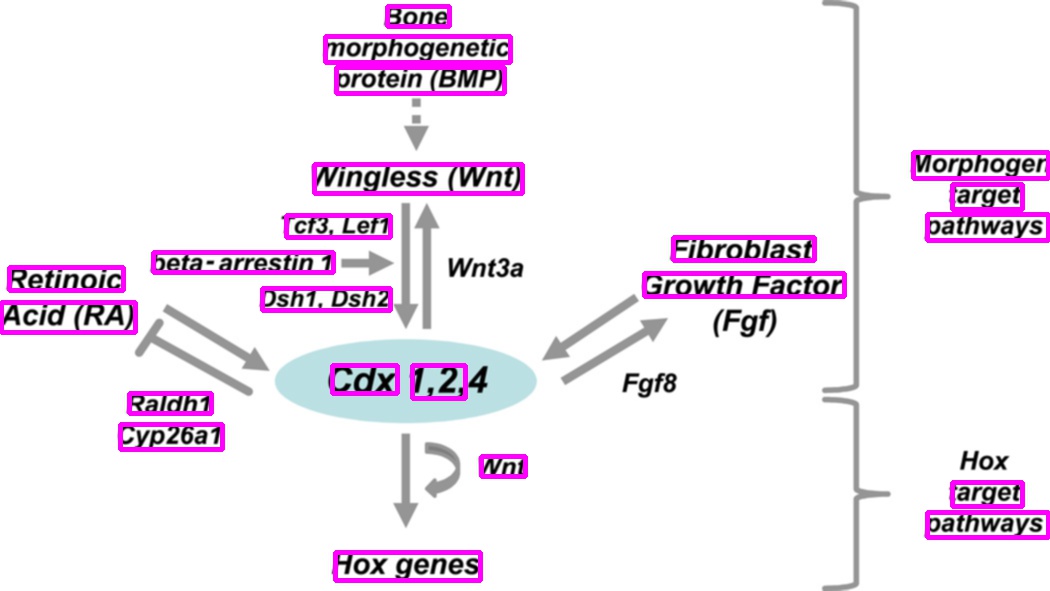 Bone
morphogenetic
protein (BMP)
Wingless (Wnt)
Tcf3, Lef1
beta-arrestin 1
Dsh1, Dsh2
Wnt3a
Retinoic
Acid (RA)
Raldh1
Cyp26a1
Cdx 1,2,4
Fibroblast
Growth Factor
(Fgf)
Fgf8
Wnt
Hox genes
Morphogen
target
pathways
Hox
target
pathways